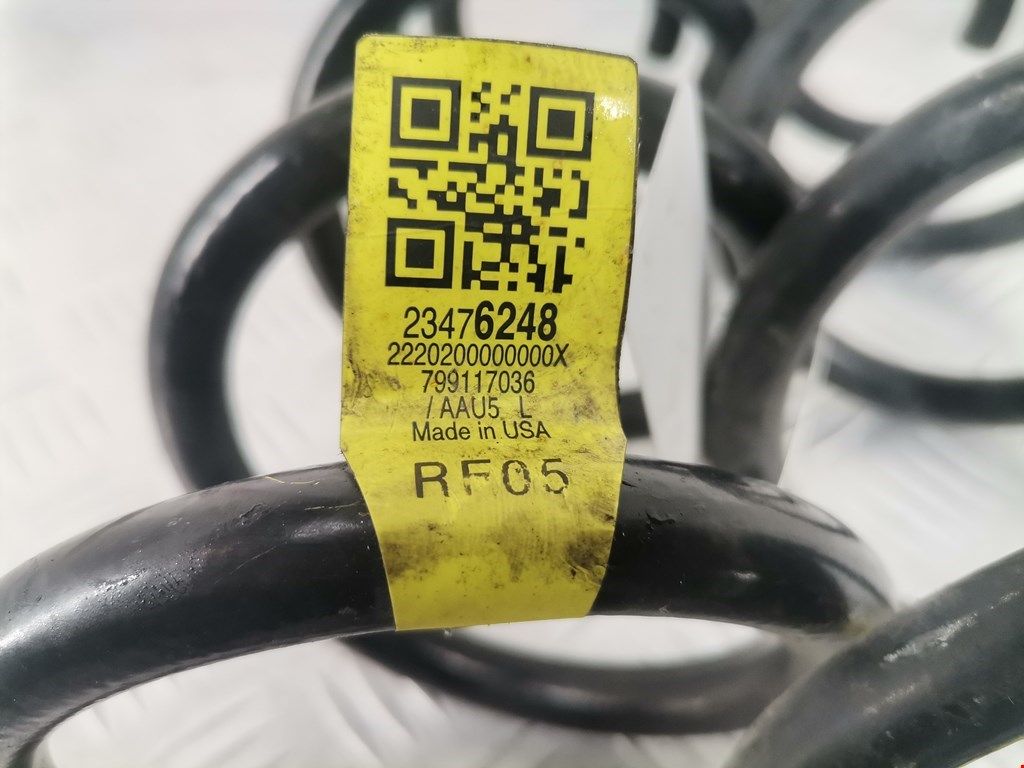 23476248
2220200000000X
799117036
/AAU5 L
Made in USA
RF05